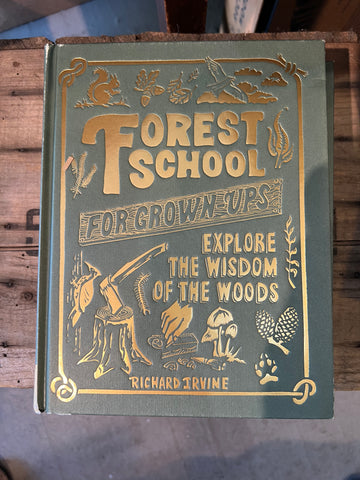 FOREST
SCHOOL
FOR GROWN-UPS
EXPLORE
THE WISDOM
OF THE WOODS
RICHARD IRVINE